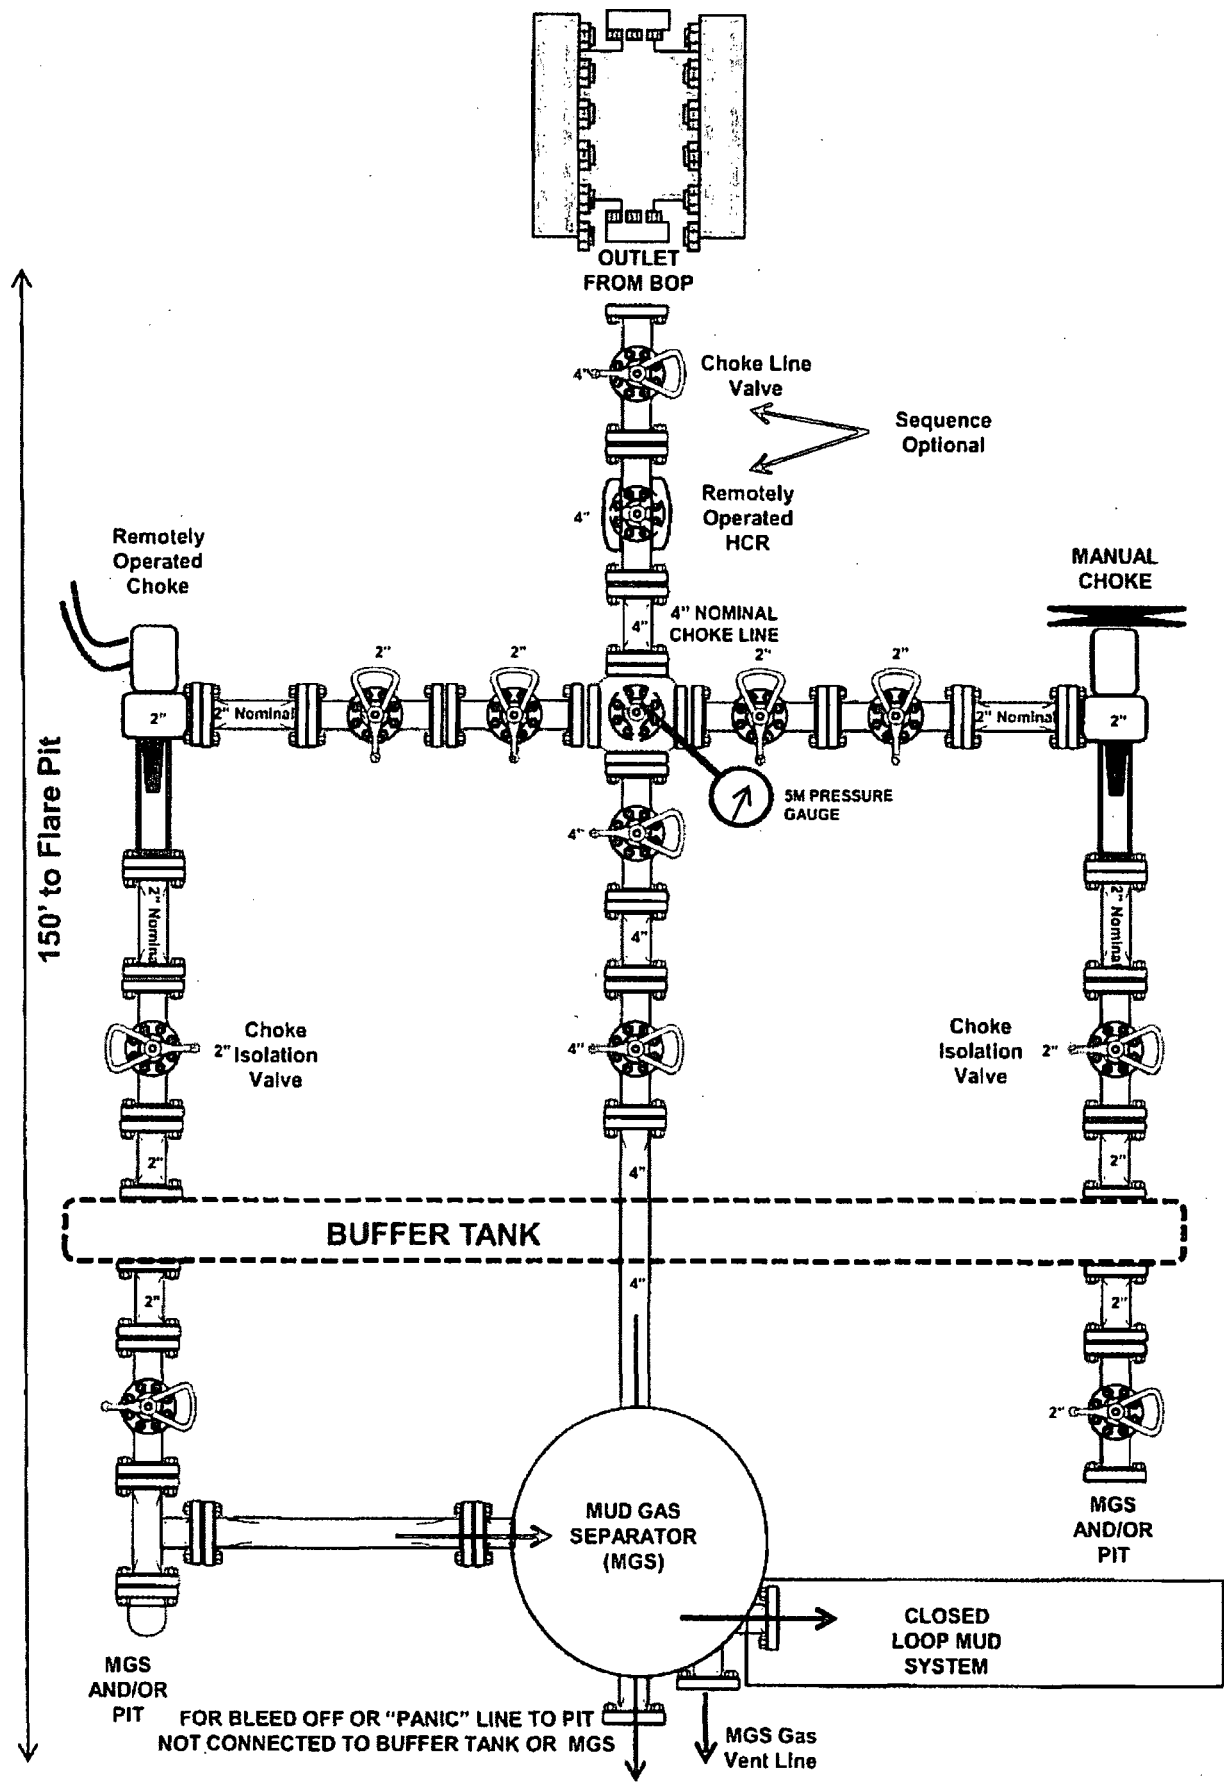 OUTLET
FROM BOP
4"
Choke Line
Valve
Sequence
Optional
4"
Remotely
Operated
HCR
Remotely
Operated
Choke
MANUAL
CHOKE
4"
4" NOMINAL
CHOKE LINE
2"
2"
2"
2"
2"
2" Nominal
2" Nominal
2"
5M PRESSURE
GAUGE
150' to Flare Pit
4"
2" Nominal
4"
2" Nominal
Choke
2" Isolation
Valve
4"
Choke
Isolation 2"
Valve
2"
4"
2"
BUFFER TANK
2"
4"
2"
2"
MUD GAS
SEPARATOR
(MGS)
MGS
AND/OR
PIT
CLOSED
LOOP MUD
SYSTEM
MGS
AND/OR
PIT
FOR BLEED OFF OR "PANIC" LINE TO PIT
NOT CONNECTED TO BUFFER TANK OR MGS
MGS Gas
Vent Line